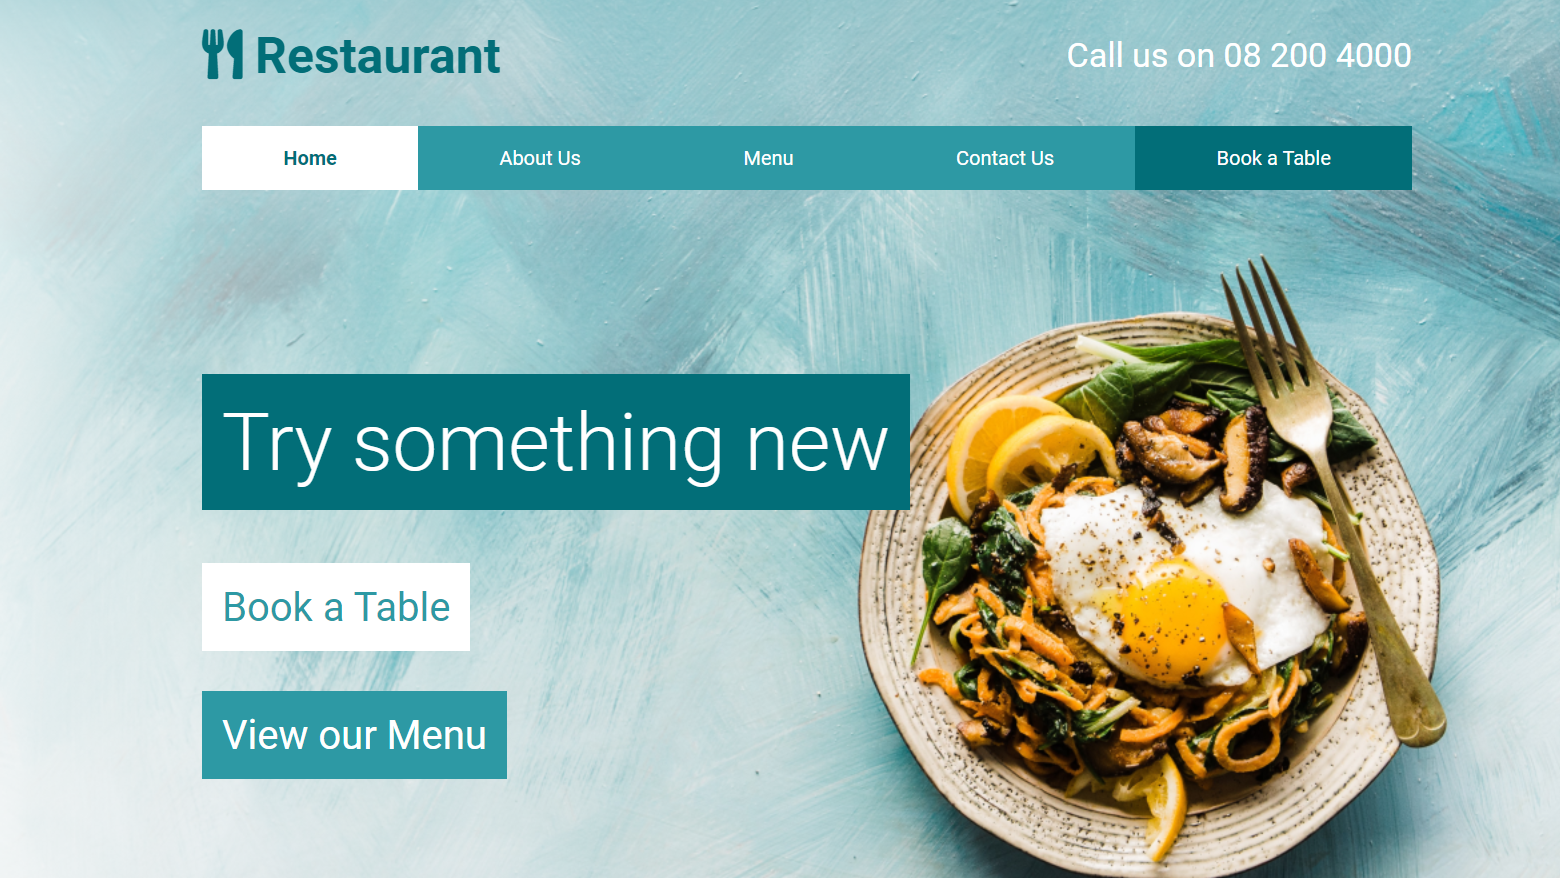 Restaurant
Call us on 08 200 4000
Home
About Us
Menu
Contact Us
Book a Table
Try something new
Book a Table
View our Menu